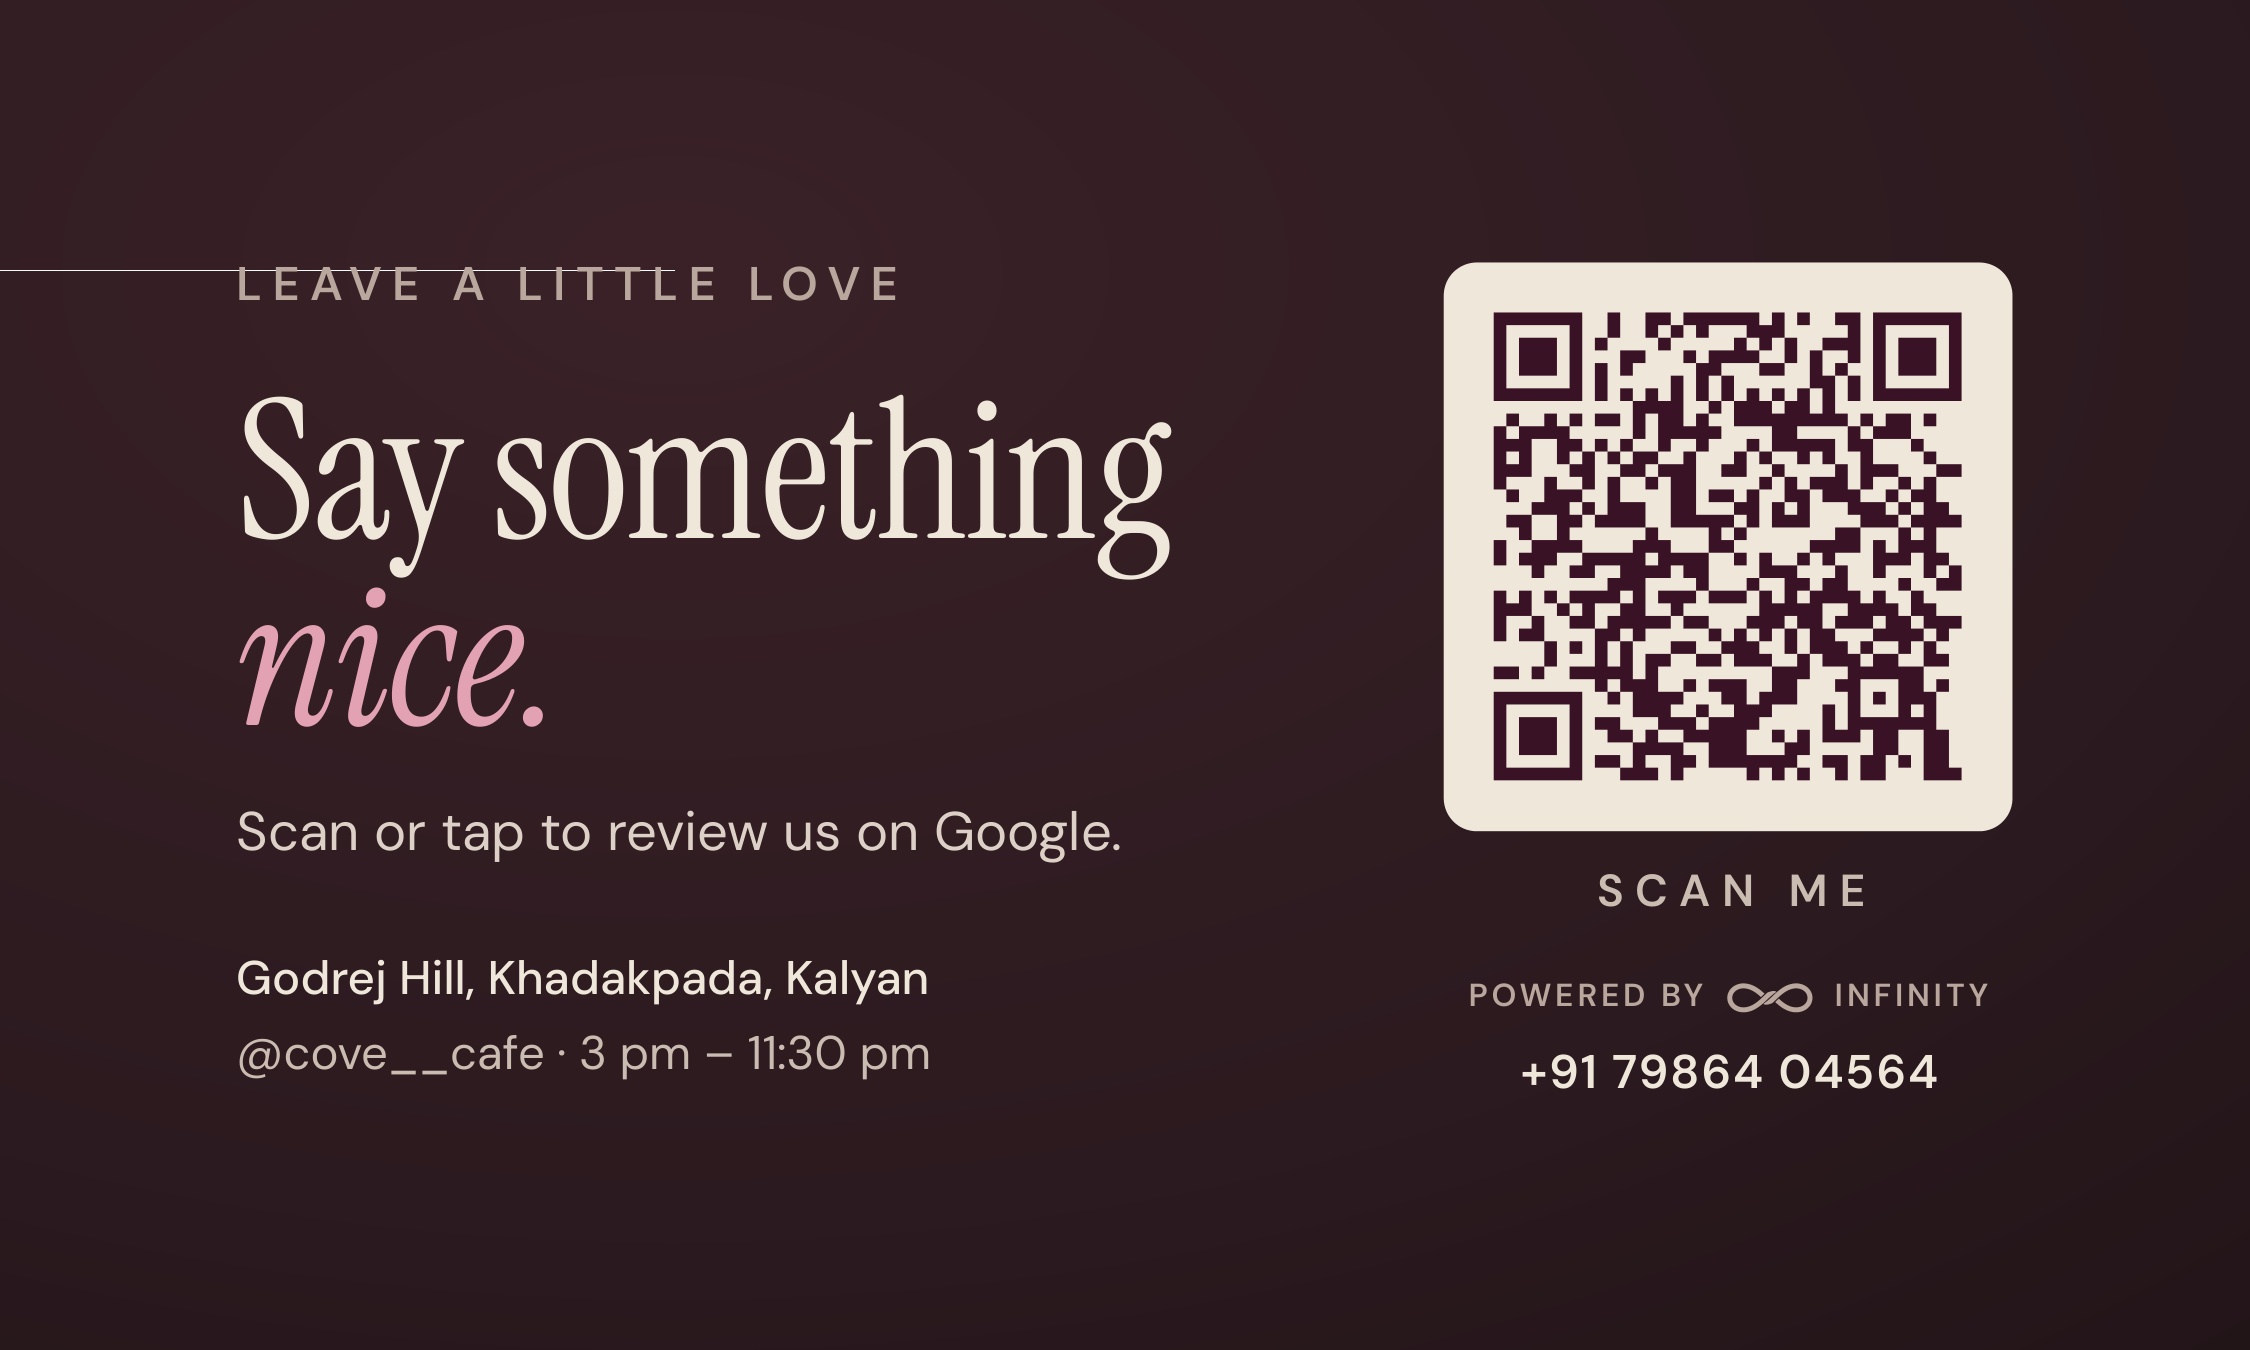 LEAVE A LITTLE LOVE
Say something
nice.
Scan or tap to review us on Google.
Godrej Hill, Khadakpada, Kalyan
@cove__cafe · 3 pm – 11:30 pm
SCAN ME
POWERED BY INFINITY
+91 79864 04564